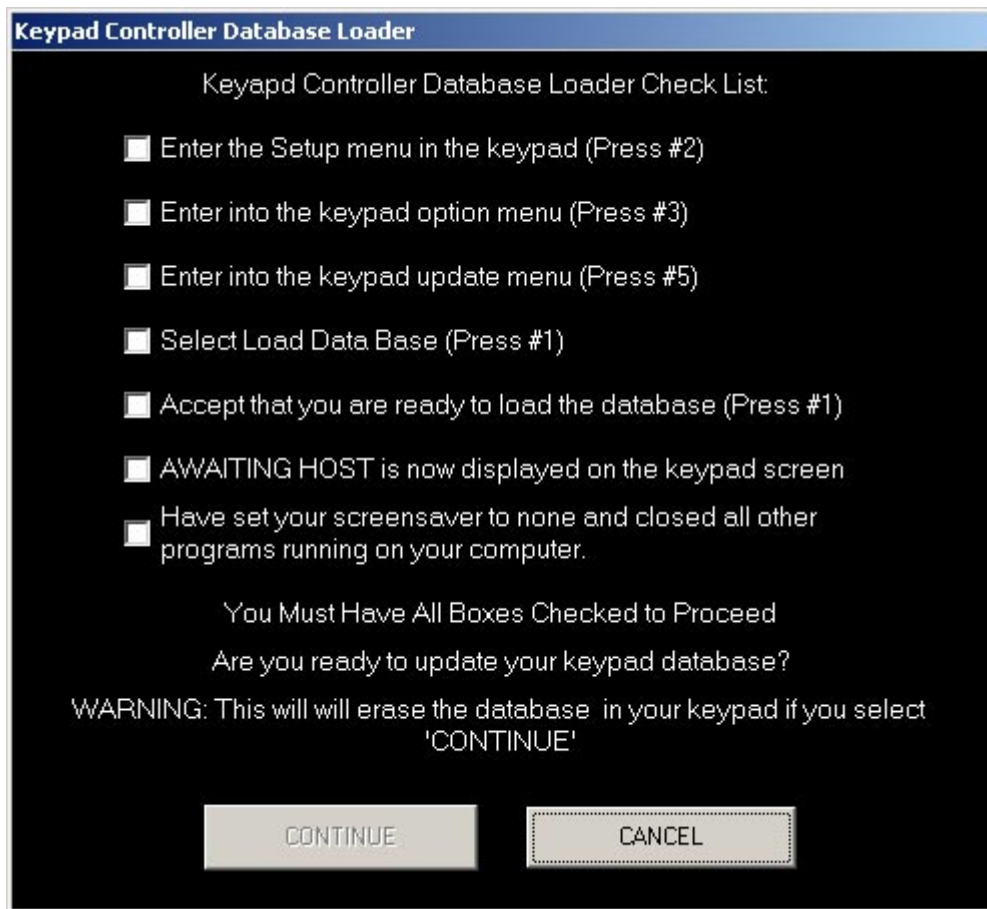 Keypad Controller Database Loader
Keyapd Controller Database Loader Check List:
Enter the Setup menu in the keypad (Press #2)
Enter into the keypad option menu (Press #3)
Enter into the keypad update menu (Press #5)
Select Load Data Base (Press #1)
Accept that you are ready to load the database (Press #1)
AWAITING HOST is now displayed on the keypad screen
Have set your screensaver to none and closed all other
programs running on your computer.
You Must Have All Boxes Checked to Proceed
Are you ready to update your keypad database?
WARNING: This will will erase the database in your keypad if you select
'CONTINUE'
CONTINUE
CANCEL